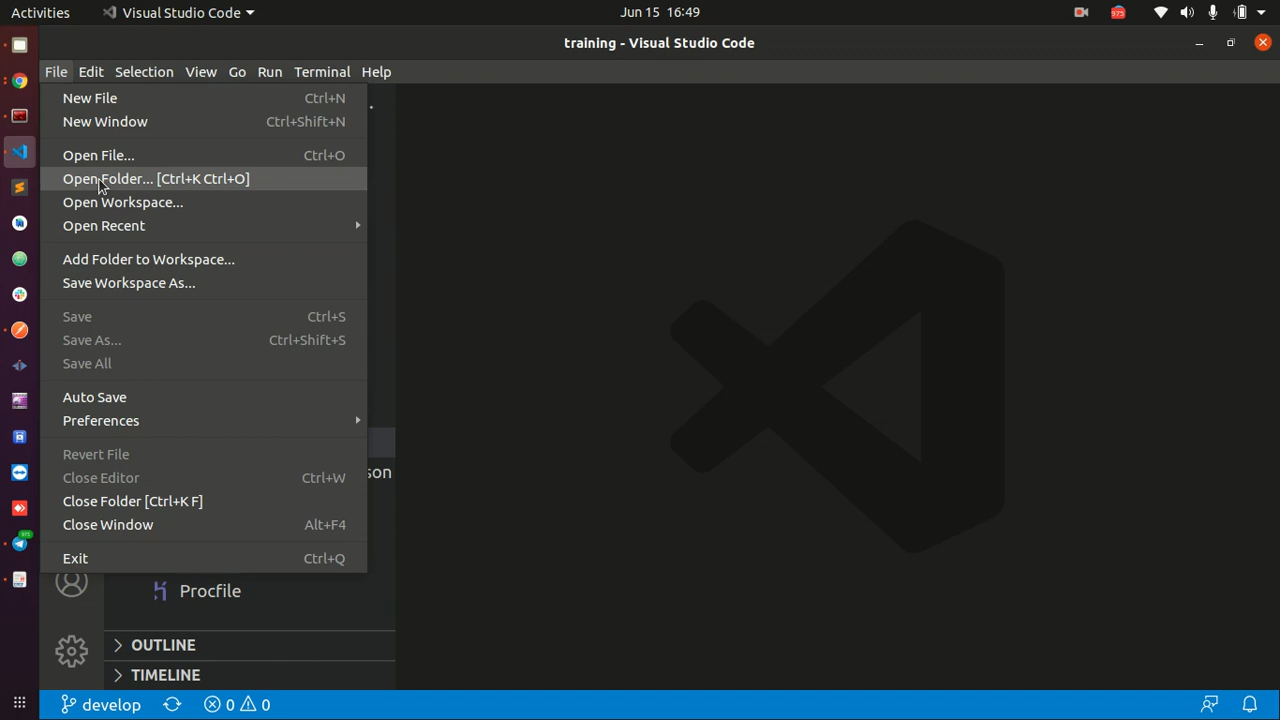 Activities Visual Studio Code Jun 15 16:49 975
training - Visual Studio Code
File Edit Selection View Go Run Terminal Help
New File Ctrl+N
New Window Ctrl+Shift+N
Open File... Ctrl+O
Open Folder... [Ctrl+K Ctrl+O]
Open Workspace...
Open Recent
Add Folder to Workspace...
Save Workspace As...
Save Ctrl+S
Save As... Ctrl+Shift+S
Save All
Auto Save
Preferences
Revert File
Close Editor Ctrl+W
son
Close Folder [Ctrl+K F]
Close Window Alt+F4
975
Exit Ctrl+Q
Procfile
OUTLINE
TIMELINE
develop 0 0